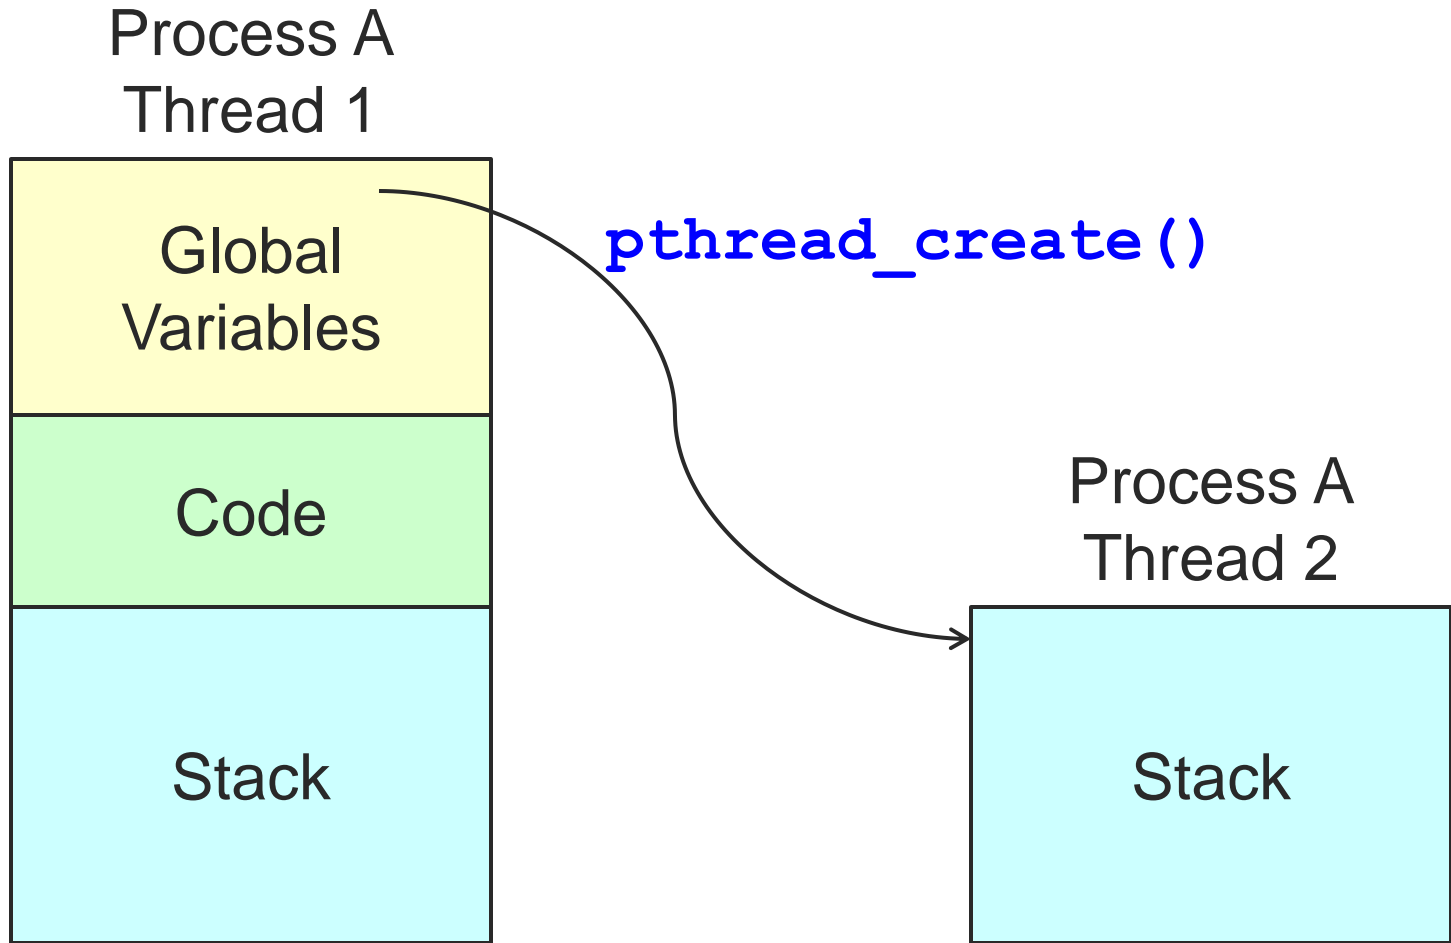 Process A
Thread 1
Global
Variables
Code
Stack
pthread_create()
Process A
Thread 2
Stack